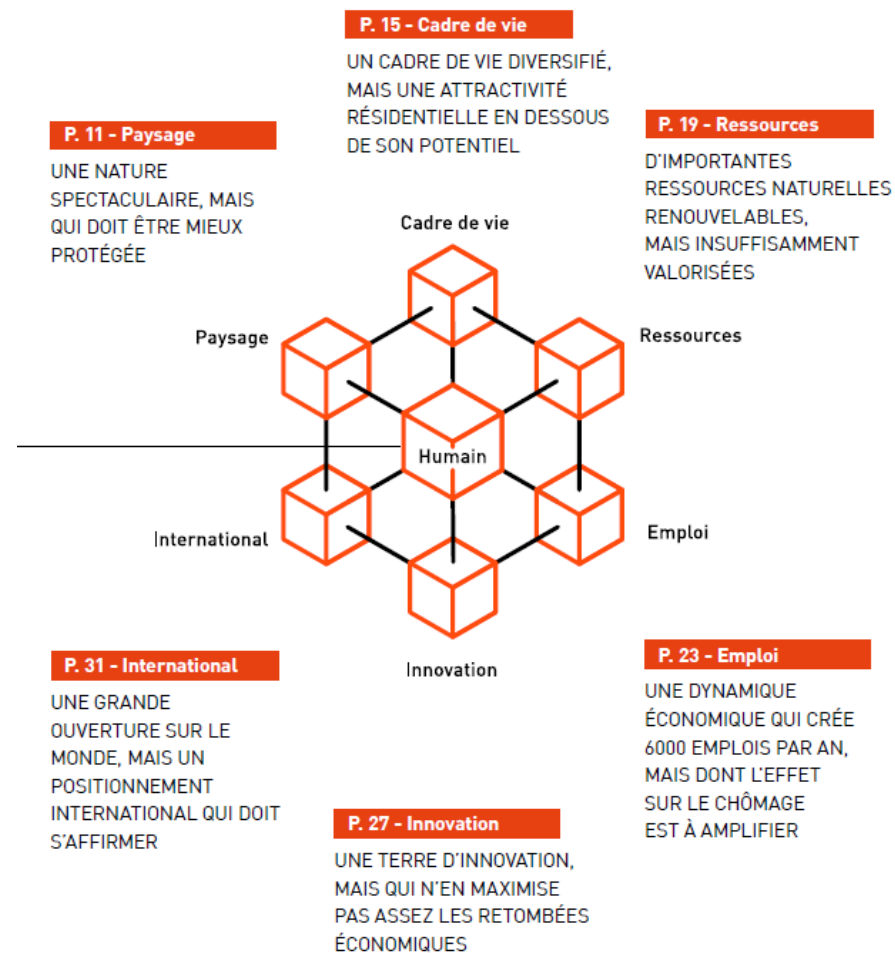 P. 15 - Cadre de vie
UN CADRE DE VIE DIVERSIFIÉ,
MAIS UNE ATTRACTIVITÉ
RÉSIDENTIELLE EN DESSOUS
DE SON POTENTIEL
P. 11 - Paysage
UNE NATURE
SPECTACULAIRE, MAIS
QUI DOIT ÊTRE MIEUX
PROTÉGÉE
P. 19 - Ressources
D'IMPORTANTES
RESSOURCES NATURELLES
RENOUVELABLES,
MAIS INSUFFISAMMENT
VALORISÉES
Cadre de vie
Paysage
Ressources
Humain
International
Emploi
Innovation
P. 31 - International
UNE GRANDE
OUVERTURE SUR LE
MONDE, MAIS UN
POSITIONNEMENT
INTERNATIONAL QUI DOIT
S'AFFIRMER
P. 23 - Emploi
UNE DYNAMIQUE
ÉCONOMIQUE QUI CRÉE
6000 EMPLOIS PAR AN,
MAIS DONT L'EFFET
SUR LE CHÔMAGE
EST À AMPLIFIER
P. 27 - Innovation
UNE TERRE D'INNOVATION,
MAIS QUI N'EN MAXIMISE
PAS ASSEZ LES RETOMBÉES
ÉCONOMIQUES